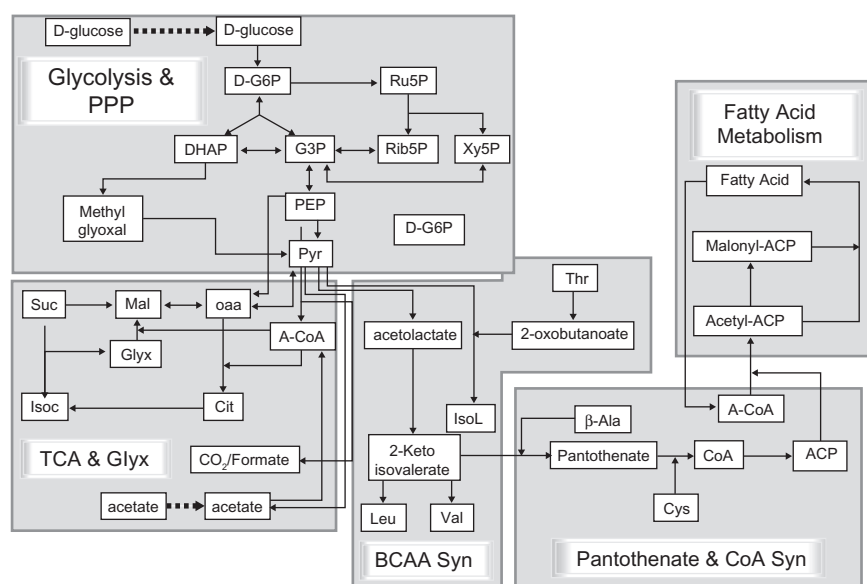 D-glucose
D-glucose
Glycolysis &
PPP
D-G6P
Ru5P
DHAP
G3P
Rib5P
Xy5P
Methyl
glyoxal
PEP
D-G6P
Pyr
Fatty Acid
Metabolism
Fatty Acid
Malonyl-ACP
Acetyl-ACP
Suc
Mal
oaa
A-CoA
Glyx
Isoc
Cit
TCA & Glyx
CO2/Formate
acetate
acetate
Thr
acetolactate
2-oxobutanoate
IsoL
2-Keto
isovalerate
Leu
Val
BCAA Syn
A-CoA
β-Ala
Pantothenate
CoA
ACP
Cys
Pantothenate & CoA Syn